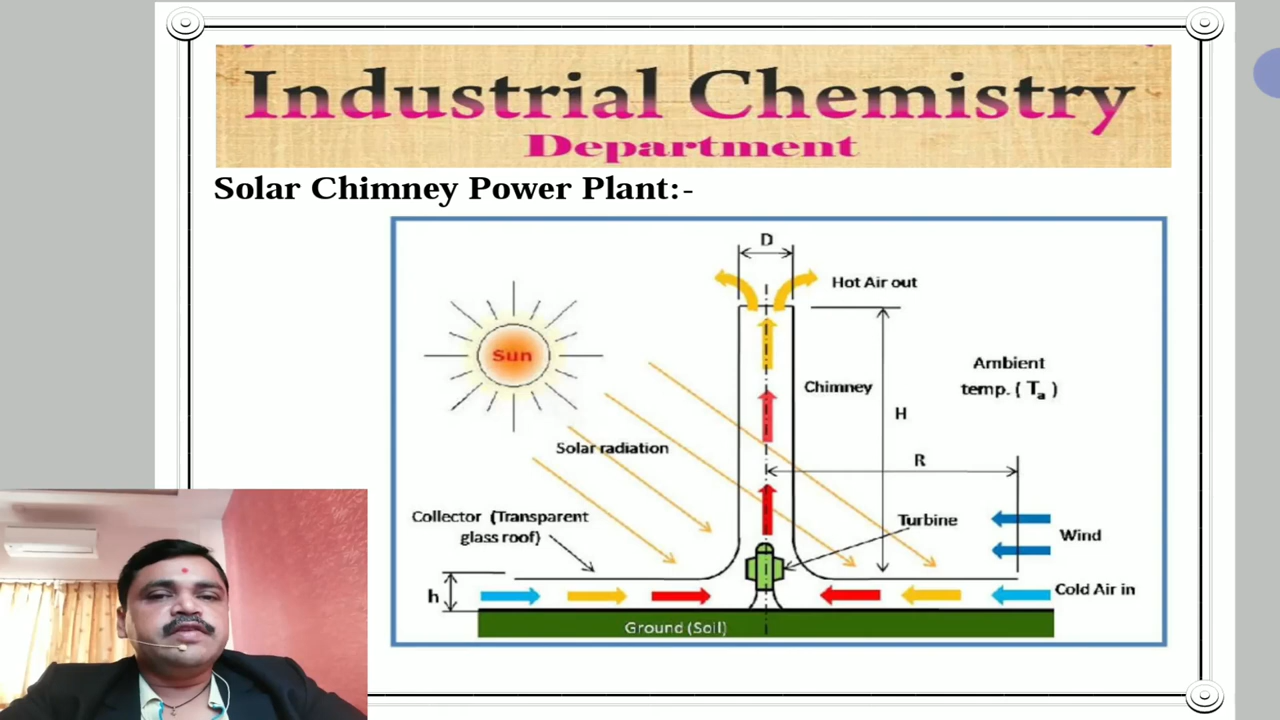 Industrial Chemistry
Department
Solar Chimney Power Plant:-
D
Hot Air out
Sun
Ambient
temp. ( Ta )
Chimney
H
Solar radiation
R
Collector (Transparent
glass roof)
Turbine
Wind
h
Cold Air in
Ground (Soil)